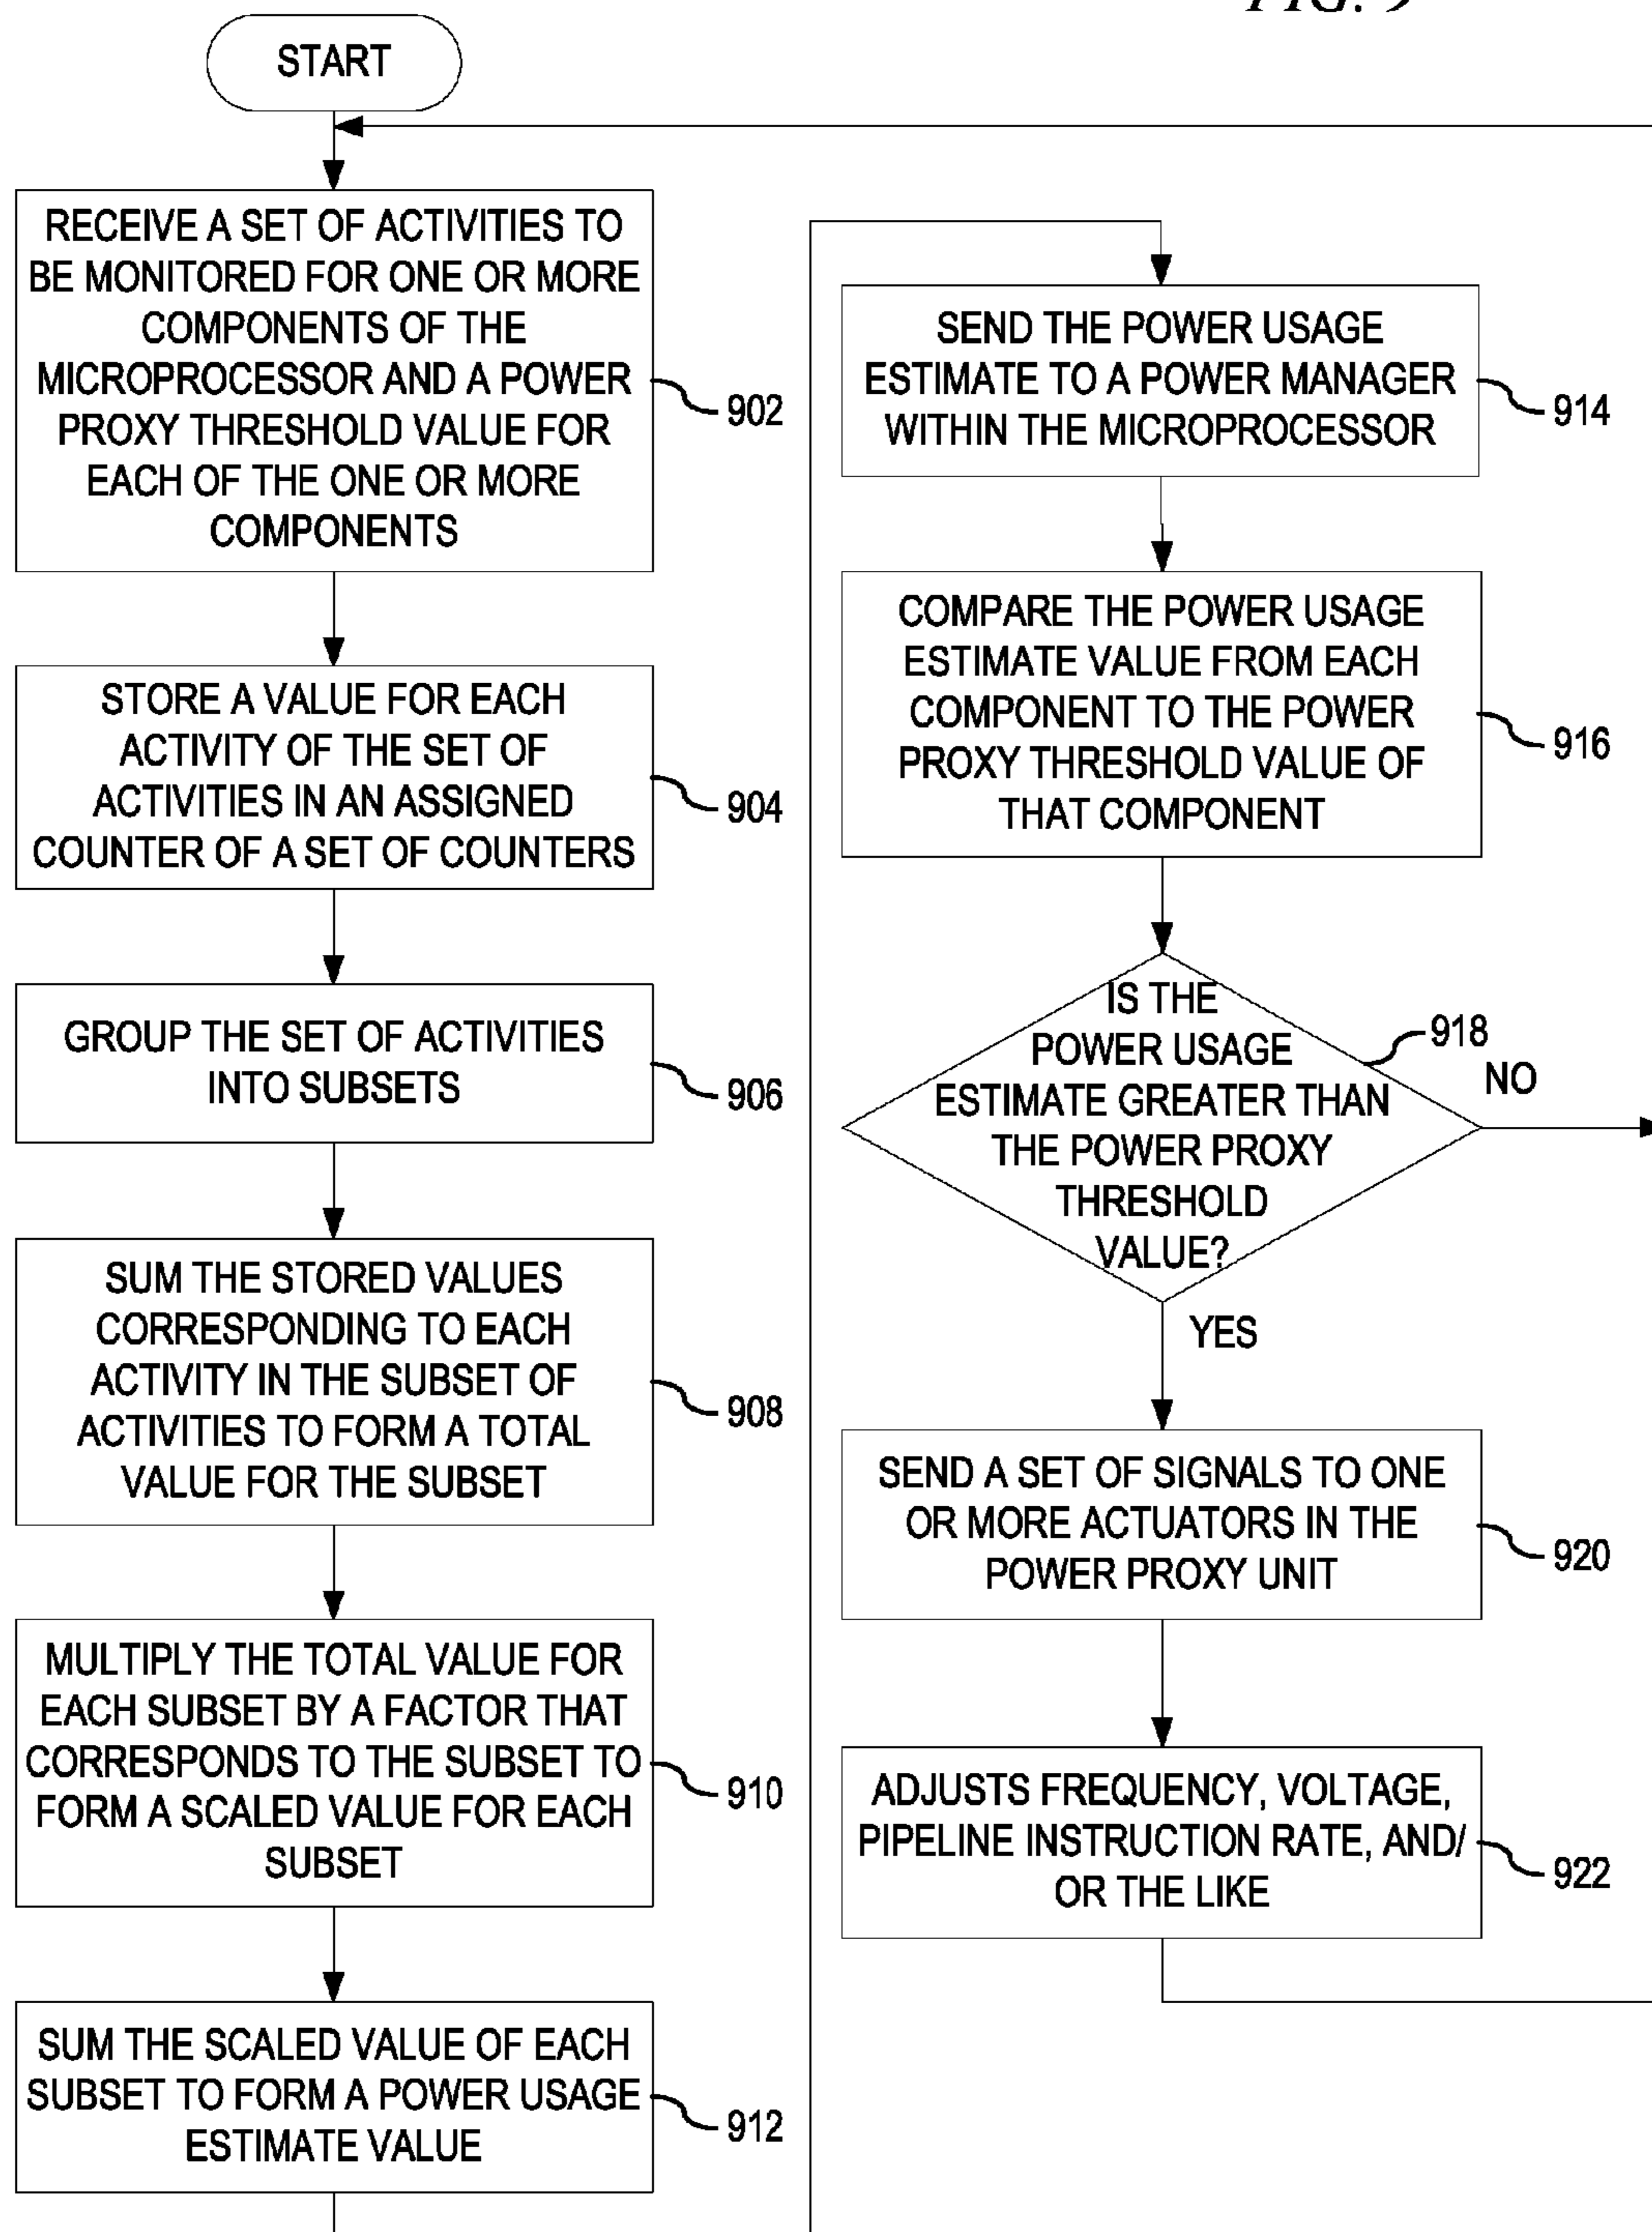 FIG. 9
START
RECEIVE A SET OF ACTIVITIES TO
BE MONITORED FOR ONE OR MORE
COMPONENTS OF THE
MICROPROCESSOR AND A POWER
PROXY THRESHOLD VALUE FOR
EACH OF THE ONE OR MORE
COMPONENTS
902
STORE A VALUE FOR EACH
ACTIVITY OF THE SET OF
ACTIVITIES IN AN ASSIGNED
COUNTER OF A SET OF COUNTERS
904
GROUP THE SET OF ACTIVITIES
INTO SUBSETS
906
SUM THE STORED VALUES
CORRESPONDING TO EACH
ACTIVITY IN THE SUBSET OF
ACTIVITIES TO FORM A TOTAL
VALUE FOR THE SUBSET
908
MULTIPLY THE TOTAL VALUE FOR
EACH SUBSET BY A FACTOR THAT
CORRESPONDS TO THE SUBSET TO
FORM A SCALED VALUE FOR EACH
SUBSET
910
SUM THE SCALED VALUE OF EACH
SUBSET TO FORM A POWER USAGE
ESTIMATE VALUE
912
SEND THE POWER USAGE
ESTIMATE TO A POWER MANAGER
WITHIN THE MICROPROCESSOR
914
COMPARE THE POWER USAGE
ESTIMATE VALUE FROM EACH
COMPONENT TO THE POWER
PROXY THRESHOLD VALUE OF
THAT COMPONENT
916
IS THE
POWER USAGE
ESTIMATE GREATER THAN
THE POWER PROXY
THRESHOLD
VALUE?
918
NO
YES
SEND A SET OF SIGNALS TO ONE
OR MORE ACTUATORS IN THE
POWER PROXY UNIT
920
ADJUSTS FREQUENCY, VOLTAGE,
PIPELINE INSTRUCTION RATE, AND/
OR THE LIKE
922